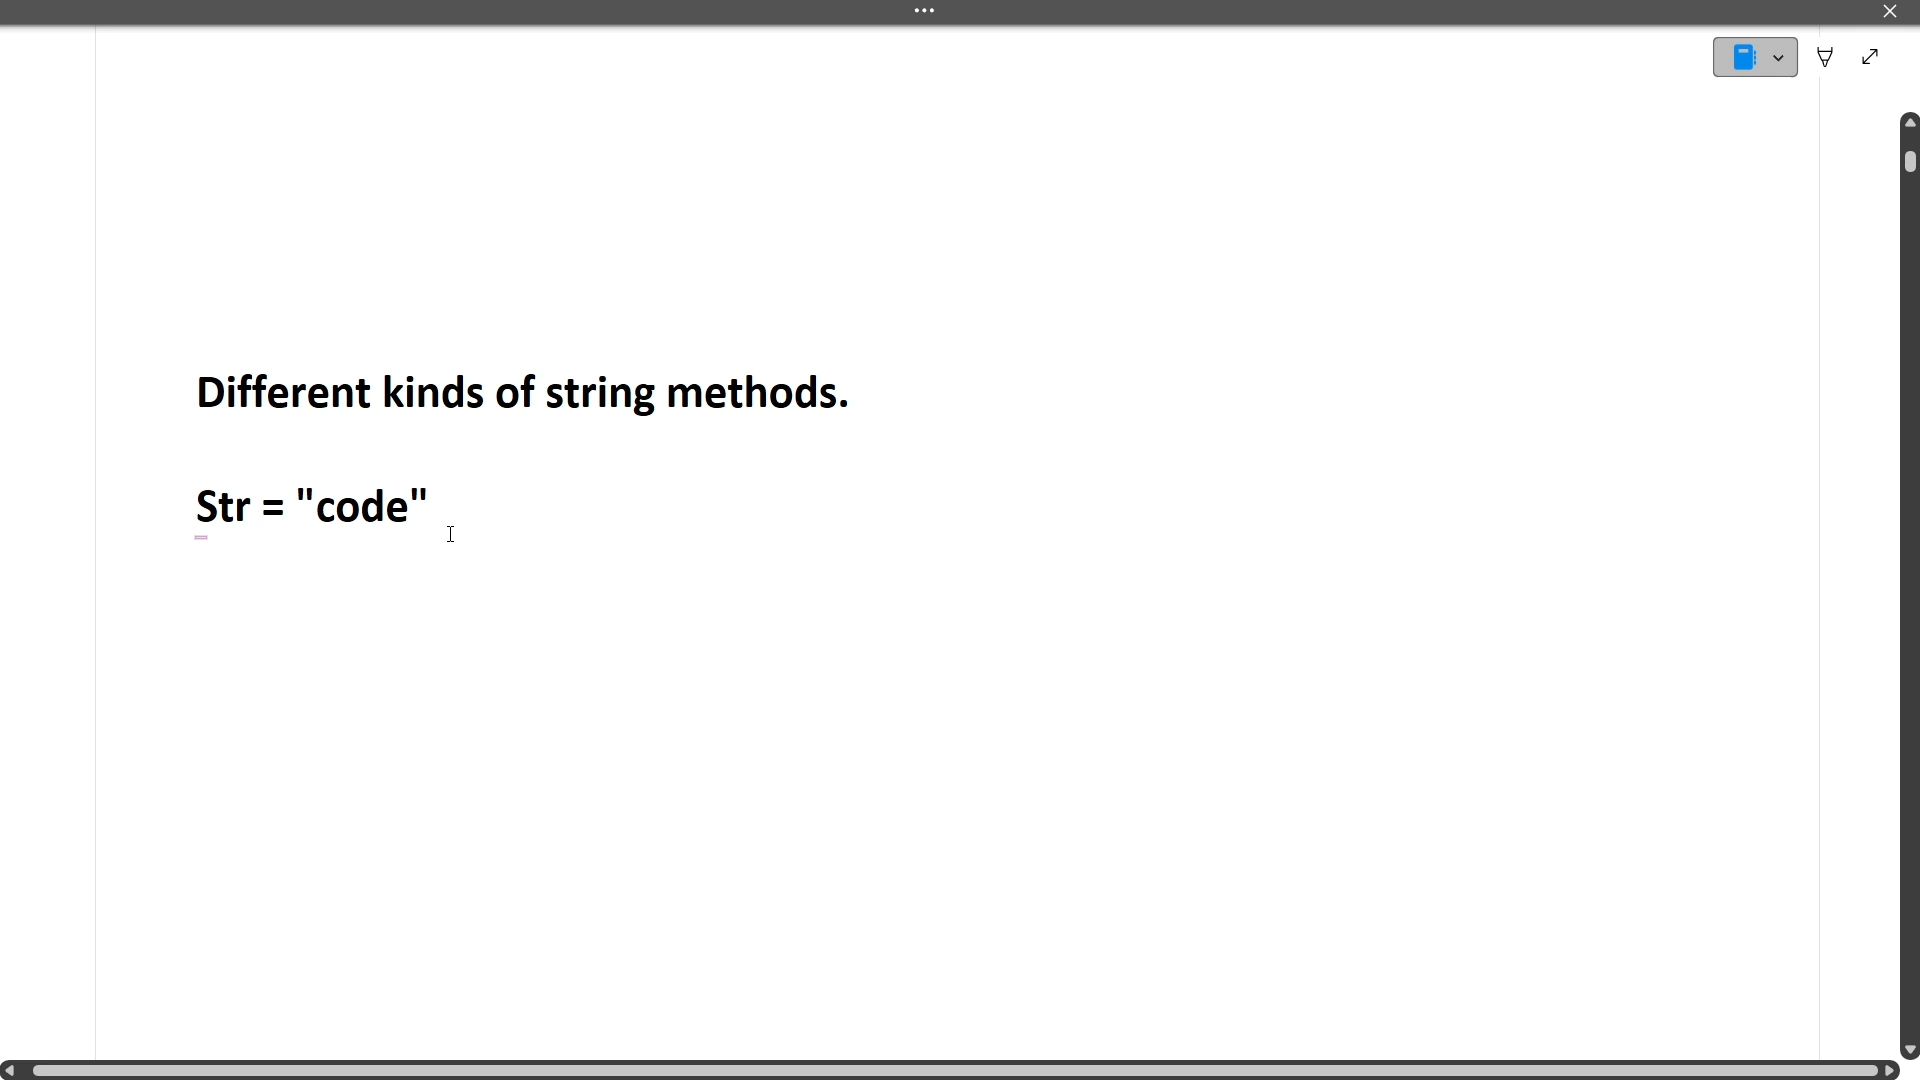 Different kinds of string methods.
Str = "code"